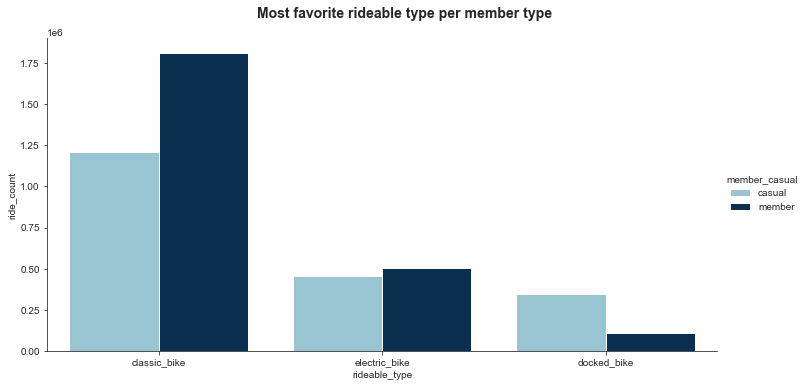 Most favorite rideable type per member type
1e6
1.75
1.50
1.25
1.00
0.75
0.50
0.25
0.00
ride_count
classic_bike
electric_bike
docked_bike
rideable_type
member_casual
casual
member